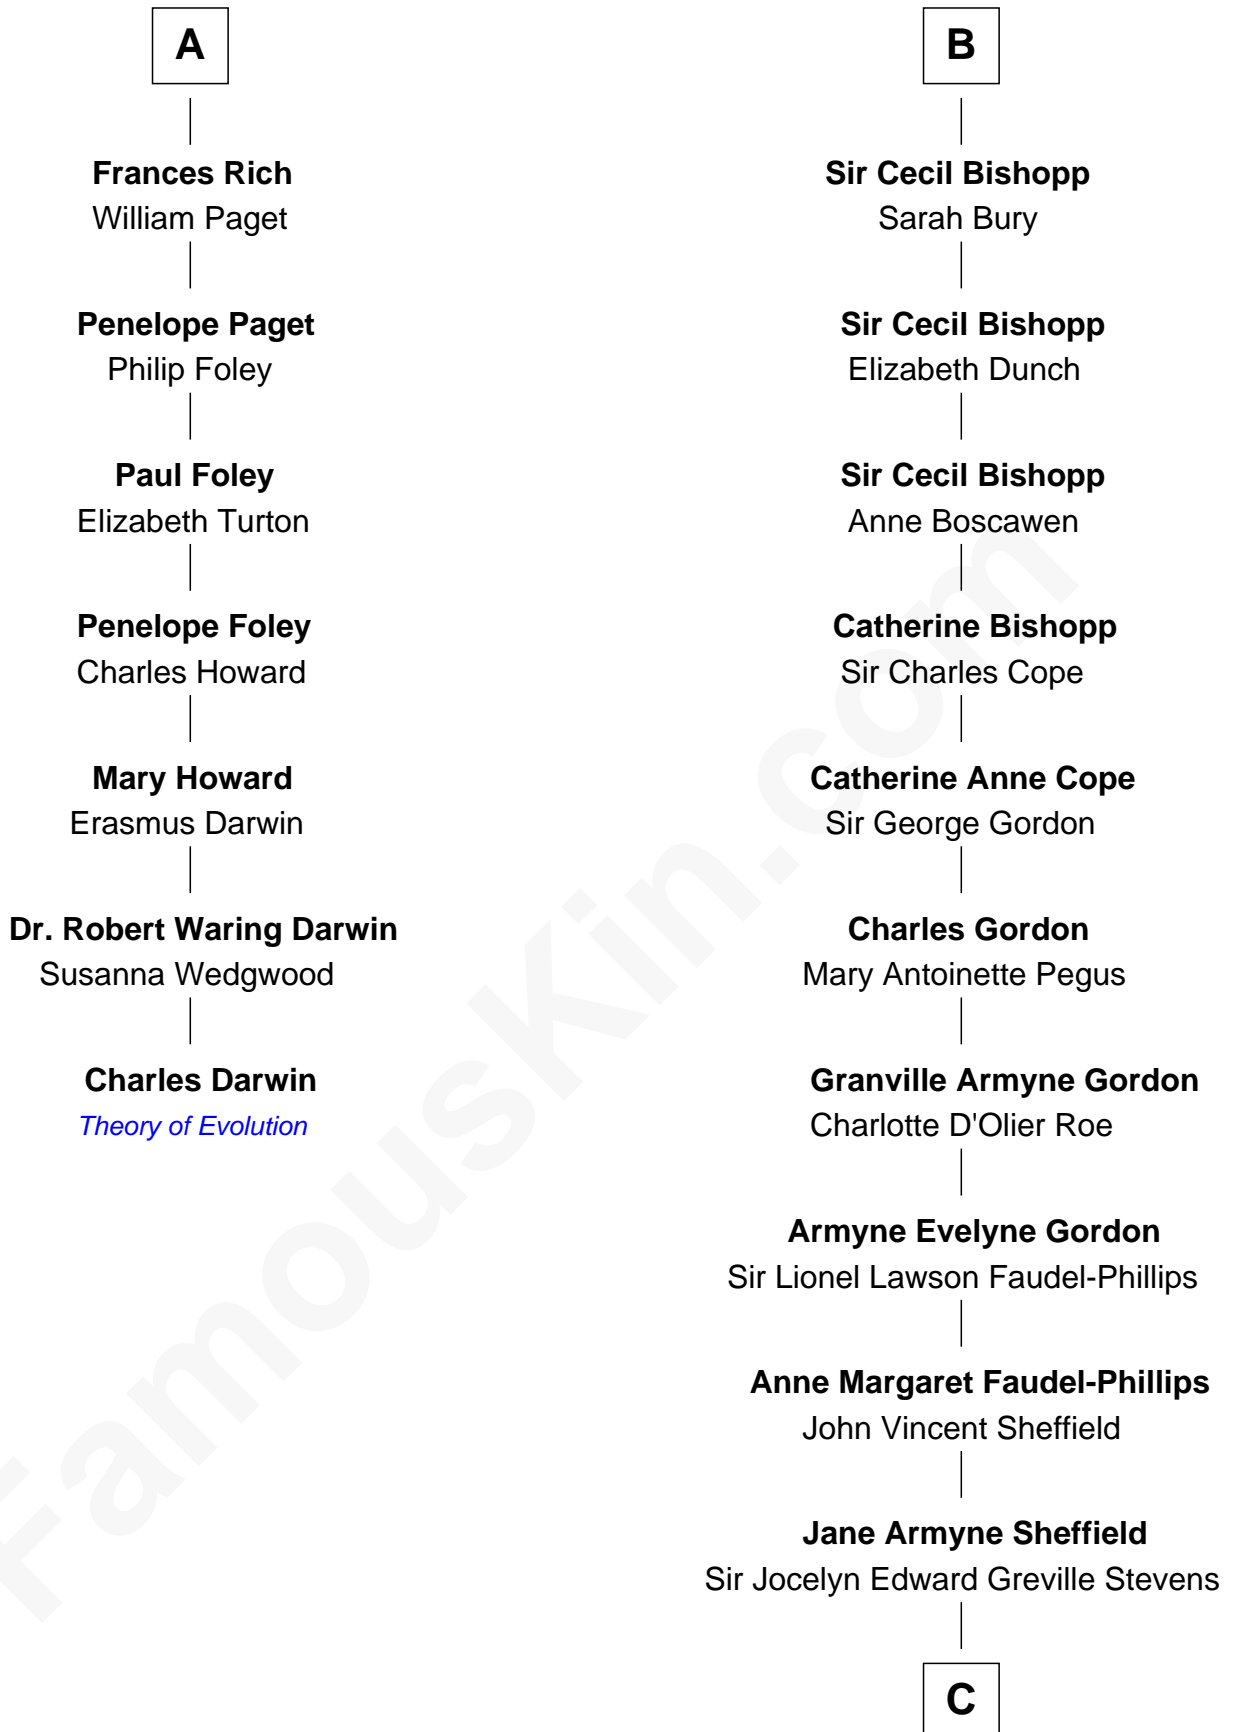 A
Frances Rich
William Paget
Penelope Paget
Philip Foley
Paul Foley
Elizabeth Turton
Penelope Foley
Charles Howard
Mary Howard
Erasmus Darwin
Dr. Robert Waring Darwin
Susanna Wedgwood
Charles Darwin
Theory of Evolution
B
Sir Cecil Bishopp
Sarah Bury
Sir Cecil Bishopp
Elizabeth Dunch
Sir Cecil Bishopp
Anne Boscawen
Catherine Bishopp
Sir Charles Cope
Catherine Anne Cope
Sir George Gordon
Charles Gordon
Mary Antoinette Pegus
Granville Armyne Gordon
Charlotte D'Olier Roe
Armyne Evelyne Gordon
Sir Lionel Lawson Faudel-Phillips
Anne Margaret Faudel-Phillips
John Vincent Sheffield
Jane Armyne Sheffield
Sir Jocelyn Edward Greville Stevens
C
FamousKin.com